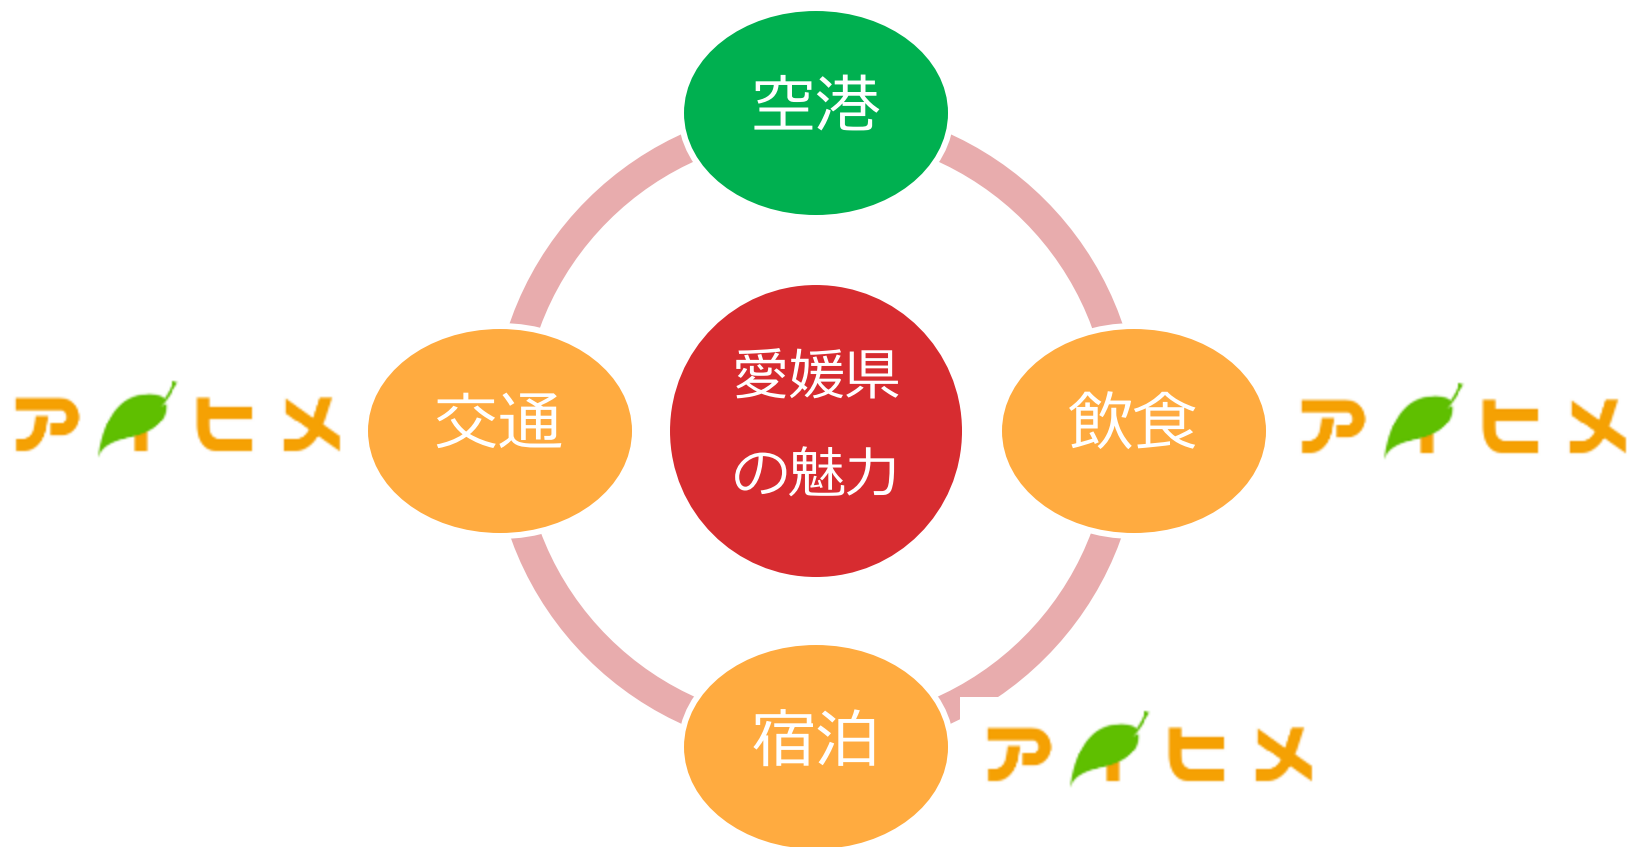 空港
アイヒメ
交通
愛媛県
の魅力
飲食
アイヒメ
宿泊
アイヒメ